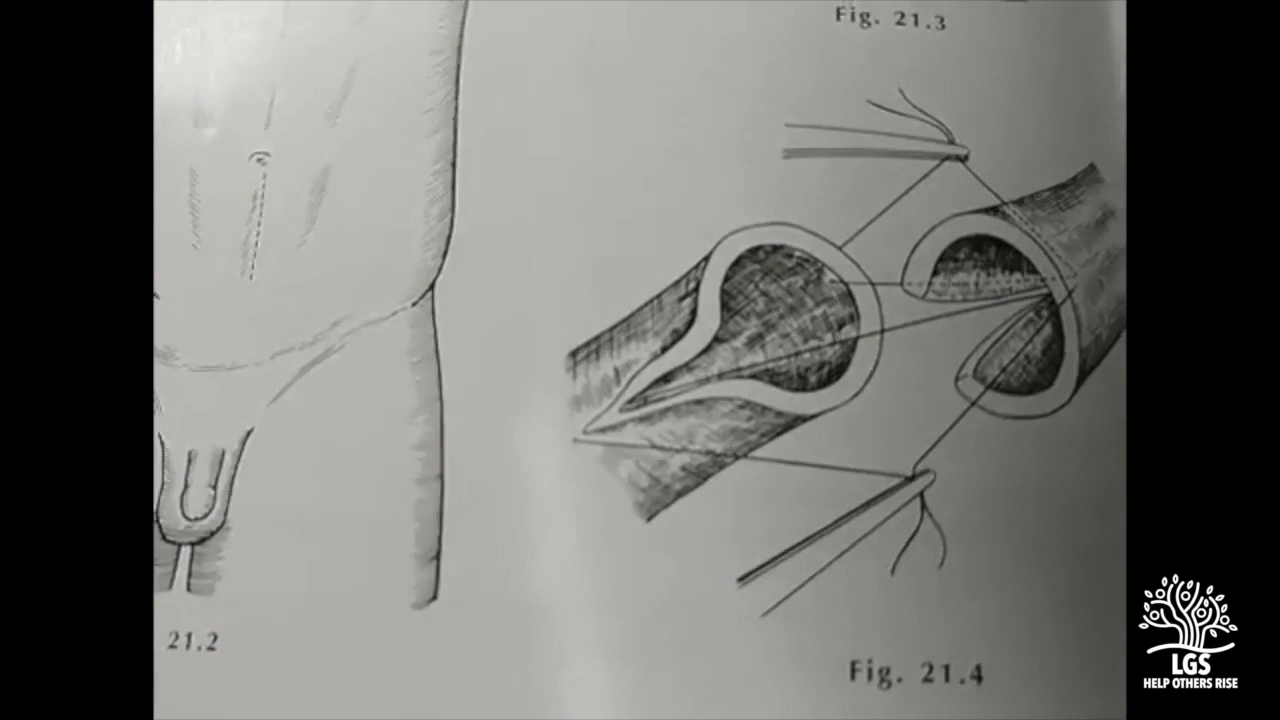 Fig. 21.3
21.2
Fig. 21.4
LGS
HELP OTHERS RISE